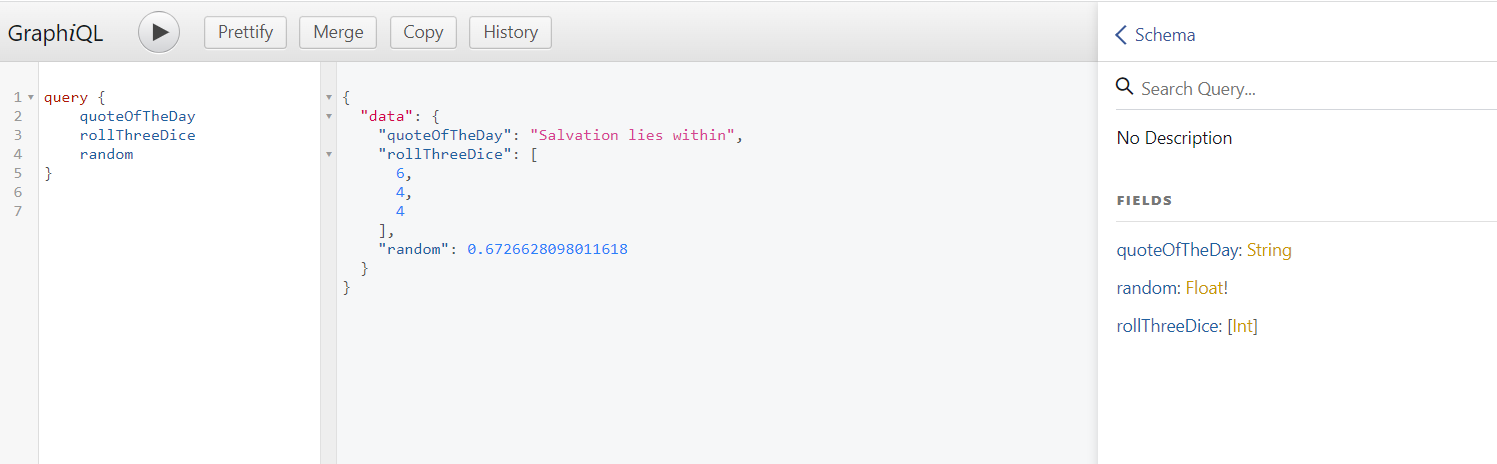 GraphiQL Prettify Merge Copy History
1 query {
2 quoteOfTheDay
3 rollThreeDice
4 random
5 }
6
7
{
"data": {
"quoteOfTheDay": "Salvation lies within",
"rollThreeDice": [
6,
4,
4
],
"random": 0.6726628098011618
}
}
Schema
Search Query...
No Description
FIELDS
quoteOfTheDay: String
random: Float!
rollThreeDice: [Int]